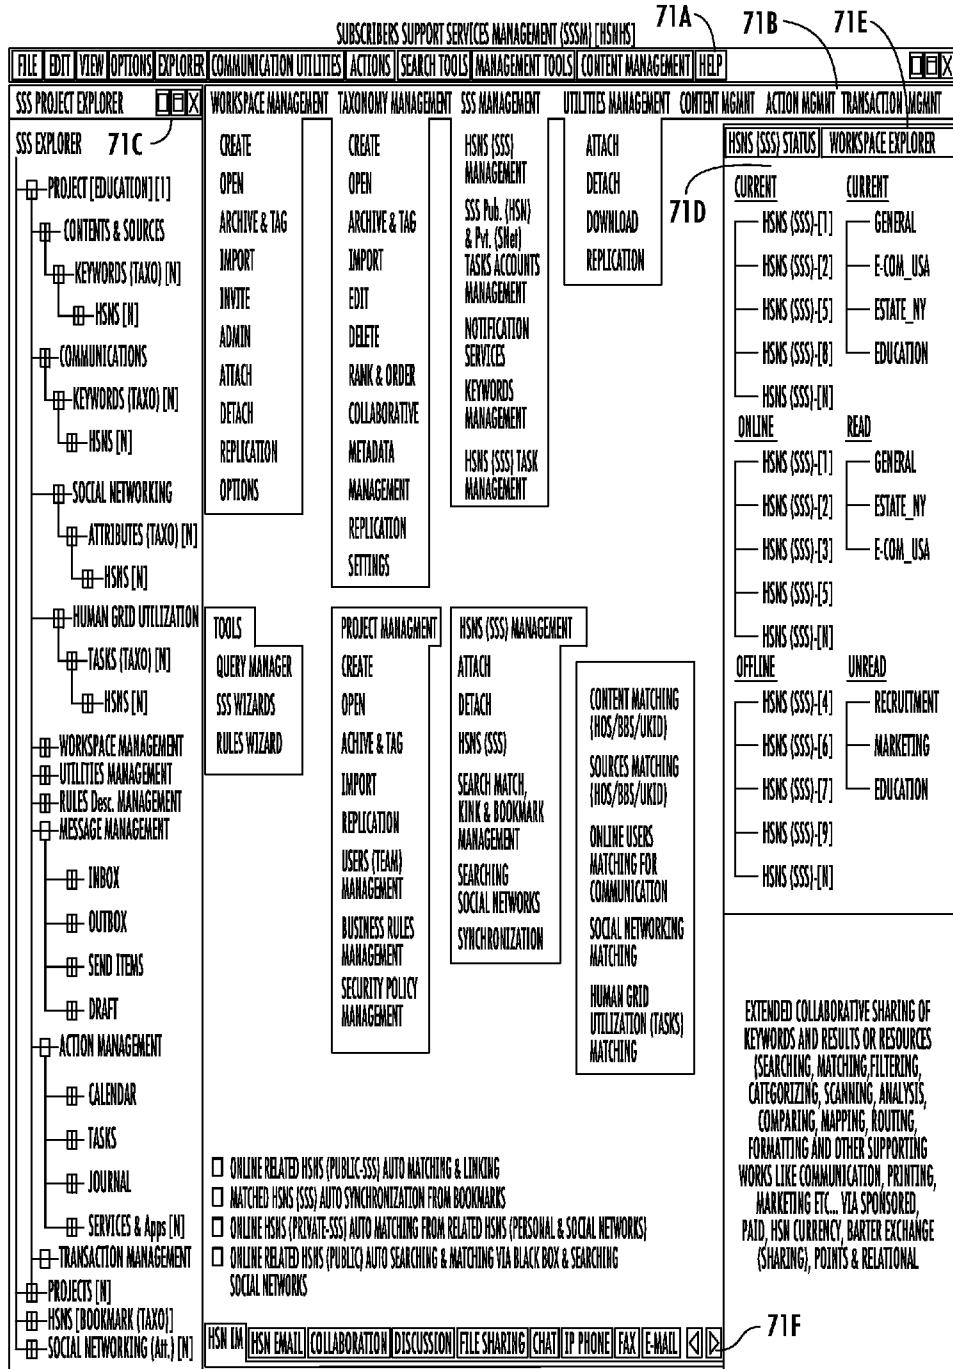 71A
71B
71E
SUBSCRIBERS SUPPORT SERVICES MANAGEMENT (SSSM) [HSNHS]
FILE EDIT VIEW OPTIONS EXPLORER COMMUNICATION UTILITIES ACTIONS SEARCH TOOLS MANAGEMENT TOOLS CONTENT MANAGEMENT HELP
SSS PROJECT EXPLORER
71C
SSS EXPLORER
PROJECT [EDUCATION] [1]
CONTENTS & SOURCES
KEYWORDS (TAXO) [N]
HSNS [N]
COMMUNICATIONS
KEYWORDS (TAXO) [N]
HSNS [N]
SOCIAL NETWORKING
ATTRIBUTES (TAXO) [N]
HSNS [N]
HUMAN GRID UTILIZATION
TASKS (TAXO) [N]
HSNS [N]
WORKSPACE MANAGEMENT
UTILITIES MANAGEMENT
RULES Desc. MANAGEMENT
MESSAGE MANAGEMENT
INBOX
OUTBOX
SEND ITEMS
DRAFT
ACTION MANAGEMENT
CALENDAR
TASKS
JOURNAL
SERVICES & Apps [N]
TRANSACTION MANAGEMENT
PROJECTS [N]
HSNS [BOOKMARK (TAXO)]
SOCIAL NETWORKING (Att.) [N]
WORKSPACE MANAGEMENT TAXONOMY MANAGEMENT SSS MANAGEMENT UTILITIES MANAGEMENT CONTENT MGMNT ACTION MGMNT TRANSACTION MGMNT
CREATE
OPEN
ARCHIVE & TAG
IMPORT
INVITE
ADMIN
ATTACH
DETACH
REPLICATION
OPTIONS
CREATE
OPEN
ARCHIVE & TAG
IMPORT
EDIT
DELETE
RANK & ORDER
COLLABORATIVE
METADATA
MANAGEMENT
REPLICATION
SETTINGS
HSNS (SSS)
MANAGEMENT
SSS Pub. (HSN)
& Pvt. (SNet)
TASKS ACCOUNTS
MANAGEMENT
NOTIFICATION
SERVICES
KEYWORDS
MANAGEMENT
HSNS (SSS) TASK
MANAGEMENT
ATTACH
DETACH
DOWNLOAD
REPLICATION
71D
HSNS (SSS) STATUS
WORKSPACE EXPLORER
CURRENT
HSNS (SSS)-[1]
HSNS (SSS)-[2]
HSNS (SSS)-[5]
HSNS (SSS)-[8]
HSNS (SSS)-[N]
ONLINE
HSNS (SSS)-[1]
HSNS (SSS)-[2]
HSNS (SSS)-[3]
HSNS (SSS)-[5]
HSNS (SSS)-[N]
OFFLINE
HSNS (SSS)-[4]
HSNS (SSS)-[6]
HSNS (SSS)-[7]
HSNS (SSS)-[9]
HSNS (SSS)-[N]
CURRENT
GENERAL
E-COM_USA
ESTATE_NY
EDUCATION
READ
GENERAL
ESTATE_NY
E-COM_USA
UNREAD
RECRUITMENT
MARKETING
EDUCATION
TOOLS
QUERY MANAGER
SSS WIZARDS
RULES WIZARD
PROJECT MANAGMENT
CREATE
OPEN
ACHIVE & TAG
IMPORT
REPLICATION
USERS (TEAM)
MANAGEMENT
BUSINESS RULES
MANAGEMENT
SECURITY POLICY
MANAGEMENT
HSNS (SSS) MANAGEMENT
ATTACH
DETACH
HSNS (SSS)
SEARCH MATCH,
KINK & BOOKMARK
MANAGEMENT
SEARCHING
SOCIAL NETWORKS
SYNCHRONIZATION
CONTENT MATCHING
(HOS/BBS/UKID)
SOURCES MATCHING
(HOS/BBS/UKID)
ONLINE USERS
MATCHING FOR
COMMUNICATION
SOCIAL NETWORKING
MATCHING
HUMAN GRID
UTILIZATION (TASKS)
MATCHING
EXTENDED COLLABORATIVE SHARING OF
KEYWORDS AND RESULTS OR RESOURCES
(SEARCHING, MATCHING,FILTERING,
CATEGORIZING, SCANNING, ANALYSIS,
COMPARING, MAPPING, ROUTING,
FORMATTING AND OTHER SUPPORTING
WORKS LIKE COMMUNICATION, PRINTING,
MARKETING ETC... VIA SPONSORED,
PAID, HSN CURRENCY, BARTER EXCHANGE
(SHARING), POINTS & RELATIONAL
ONLINE RELATED HSNS (PUBLIC-SSS) AUTO MATCHING & LINKING
MATCHED HSNS (SSS) AUTO SYNCHRONIZATION FROM BOOKMARKS
ONLINE HSNS (PRIVATE-SSS) AUTO MATCHING FROM RELATED HSNS (PERSONAL & SOCIAL NETWORKS)
ONLINE RELATED HSNS (PUBLIC) AUTO SEARCHING & MATCHING VIA BLACK BOX & SEARCHING
SOCIAL NETWORKS
HSN IM HSN EMAIL COLLABORATION DISCUSSION FILE SHARING CHAT IP PHONE FAX E-MAIL
71F